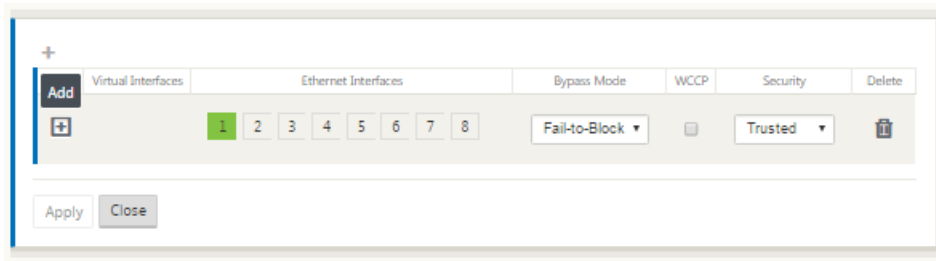 +
Add Virtual Interfaces Ethernet Interfaces Bypass Mode WCCP Security Delete
1 2 3 4 5 6 7 8 Fail-to-Block Trusted
Apply Close